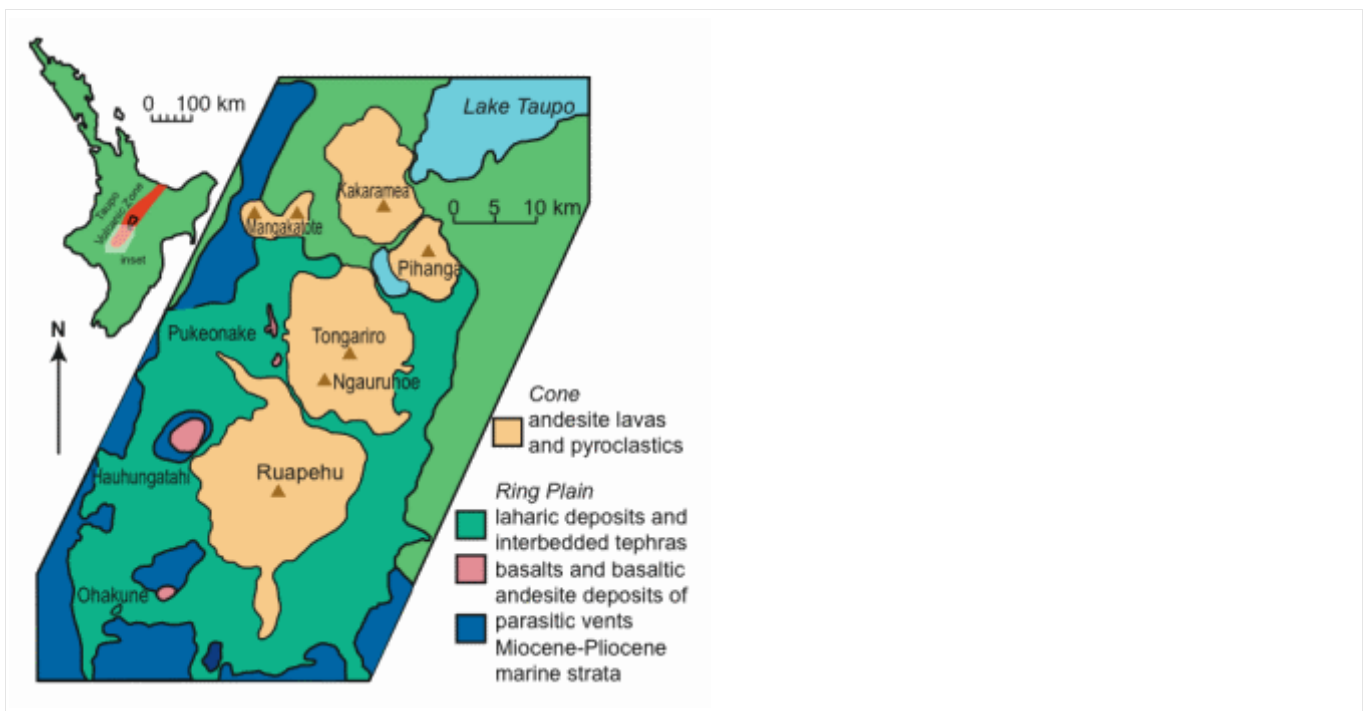 0 100 km
Lake Taupo
Kakaramea
Taupo
Volcanic Zone
0 5 10 km
Mangakatote
inset
Pihanga
N
Pukeonake
Tongariro
Ngauruhoe
Cone
andesite lavas
and pyroclastics
Ruapehu
Hauhungatahi
Ring Plain
laharic deposits and
interbedded tephras
basalts and basaltic
andesite deposits of
Ohakune
parasitic vents
Miocene-Pliocene
marine strata